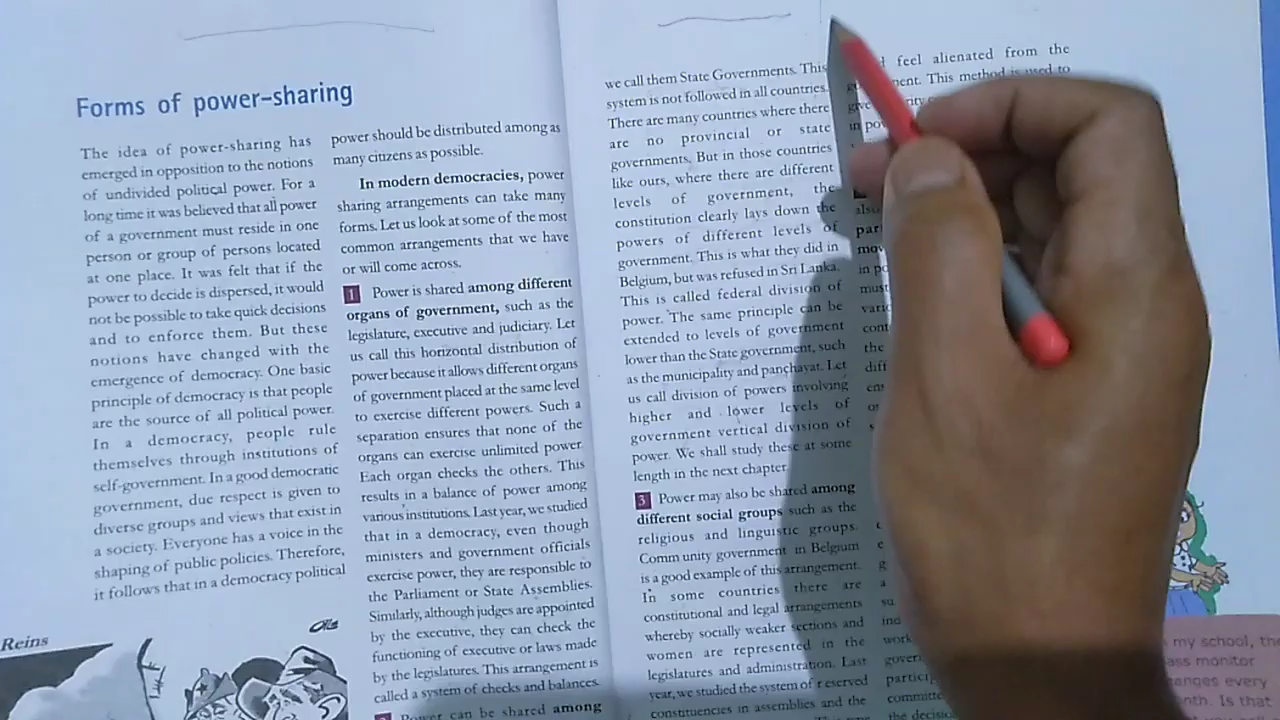 Forms of power-sharing
The idea of power-sharing has
emerged in opposition to the notions
of undivided political power. For a
long time it was believed that all power
of a government must reside in one
person or group of persons located
at one place. It was felt that if the
power to decide is dispersed, it would
not be possible to take quick decisions
and to enforce them. But these
notions have changed with the
emergence of democracy. One basic
principle of democracy is that people
are the source of all political power.
In a democracy, people rule
themselves through institutions of
self-government. In a good democratic
government, due respect is given to
diverse groups and views that exist in
a society. Everyone has a voice in the
shaping of public policies. Therefore,
it follows that in a democracy political
Reins
power should be distributed among as
many citizens as possible.
In modern democracies, power
sharing arrangements can take many
forms. Let us look at some of the most
common arrangements that we have
or will come across.
1 Power is shared among different
organs of government, such as the
legislature, executive and judiciary. Let
us call this horizontal distribution of
power because it allows different organs
of government placed at the same level
to exercise different powers. Such a
separation ensures that none of the
organs can exercise unlimited power.
Each organ checks the others. This
results in a balance of power among
various institutions. Last year, we studied
that in a democracy, even though
ministers and government officials
exercise power, they are responsible to
the Parliament or State Assemblies.
Similarly, although judges are appointed
by the executive, they can check the
functioning of executive or laws made
by the legislatures. This arrangement is
called a system of checks and balances.
Power can be shared among
we call them State Governments. This
system is not followed in all countries.
There are many countries where there
are no provincial or state
governments. But in those countries
like ours, where there are different
levels of government, the
constitution clearly lays down the
powers of different levels of
government. This is what they did in
Belgium, but was refused in Sri Lanka.
This is called federal division of
power. The same principle can be
extended to levels of government
lower than the State government, such
as the municipality and panchayat. Let
us call division of powers involving
higher and lower levels of
government vertical division of
power. We shall study these at some
length in the next chapter.
3 Power may also be shared among
different social groups such as the
religious and linguistic groups.
Community government in Belgium
is a good example of this arrangement.
In some countries there are
constitutional and legal arrangements
whereby socially weaker sections and
women are represented in the
legislatures and administration. Last
year, we studied the system of reserved
constituencies in assemblies and the
feel alienated from the
This method is used to
in
also
in
must
the
the decision
my school, the
monitor
every
Is that